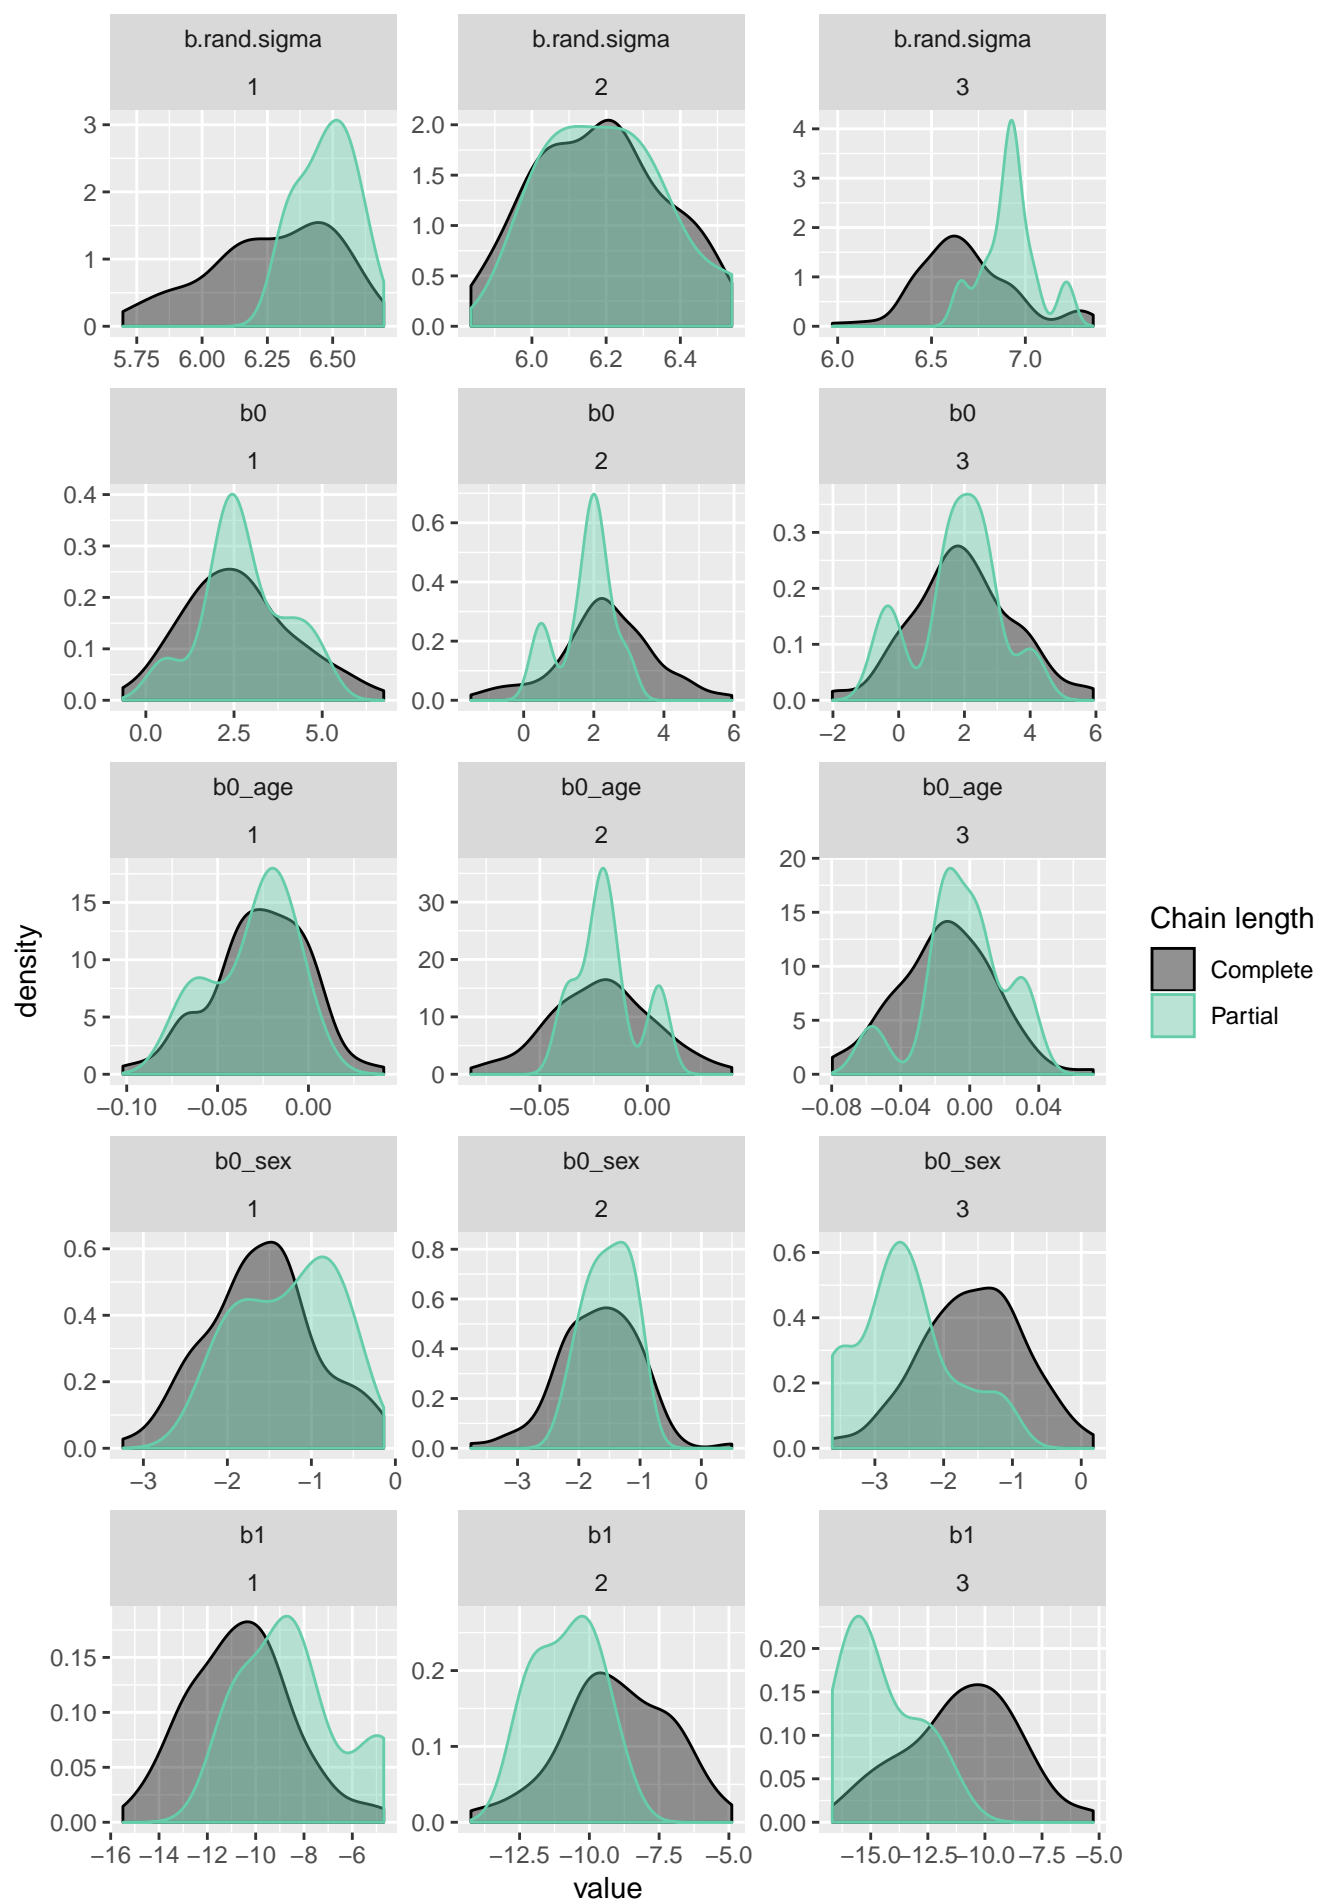 b.rand.sigma b.rand.sigma b.rand.sigma
1 2 3
3 2.0 4
2 1.5 3
1 1.0 2
0 0.5 1
0.0 0
5.75 6.00 6.25 6.50 6.0 6.2 6.4 6.0 6.5 7.0
b0 b0 b0
1 2 3
0.4 0.6 0.3
0.3 0.4 0.2
0.2 0.2 0.1
0.1 0.0 0.0
0.0
0.0 2.5 5.0 0 2 4 6 −2 0 2 4 6
b0_age b0_age b0_age
1 2 3
15 30 20
10 20 15
5 10 10
0 0 5
0
−0.10 −0.05 0.00 −0.05 0.00 −0.08 −0.04 0.00 0.04
b0_sex b0_sex b0_sex
1 2 3
0.6 0.8 0.6
0.4 0.6 0.4
0.2 0.4 0.2
0.0 0.2 0.0
0.0
−3 −2 −1 0 −3 −2 −1 0 −3 −2 −1 0
b1 b1 b1
1 2 3
0.15 0.2 0.20
0.10 0.1 0.15
0.05 0.0 0.10
0.00 0.05
0.00
−16 −14 −12 −10 −8 −6 −12.5 −10.0 −7.5 −5.0 −15.0 −12.5 −10.0 −7.5 −5.0
value
density
Chain length
Complete
Partial